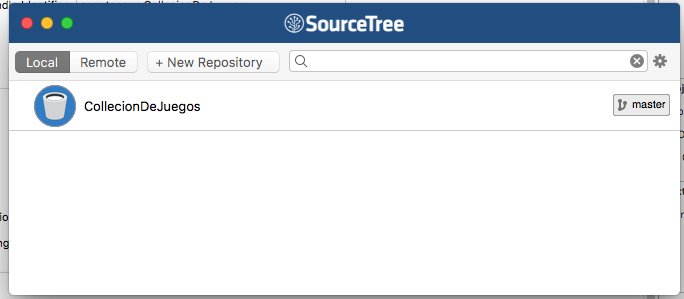 SourceTree
Local Remote + New Repository
CollecionDeJuegos master